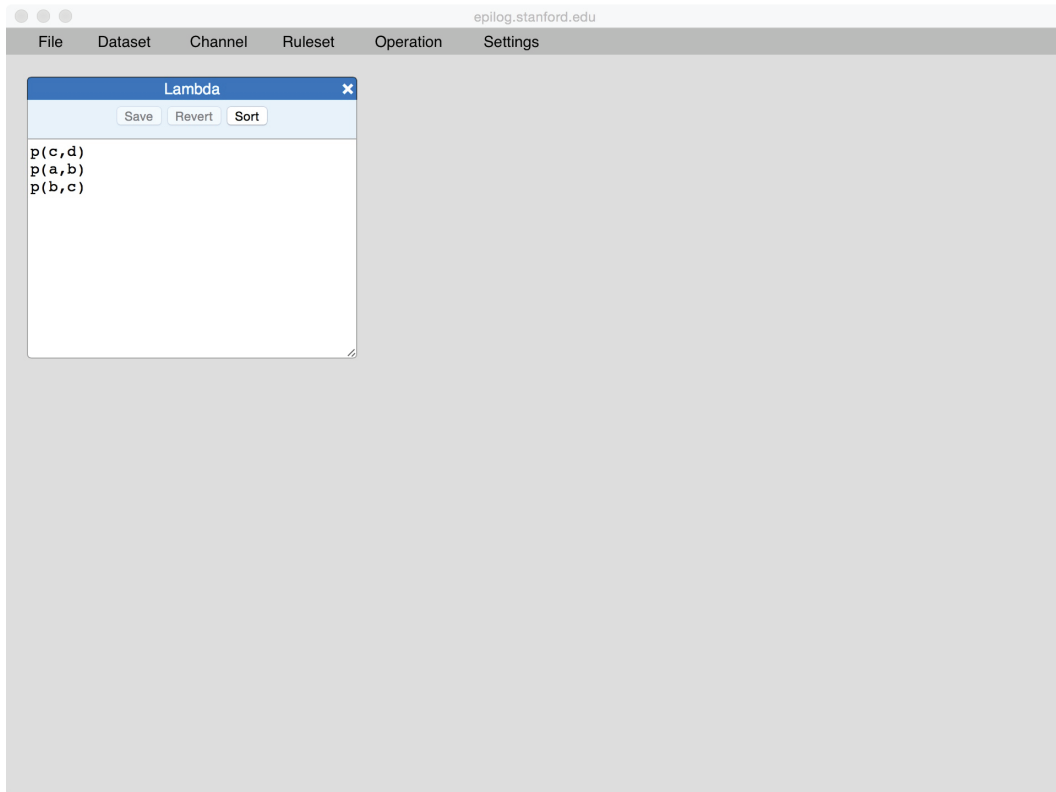 epilog.stanford.edu
File Dataset Channel Ruleset Operation Settings
Lambda
Save Revert Sort
p(c,d)
p(a,b)
p(b,c)